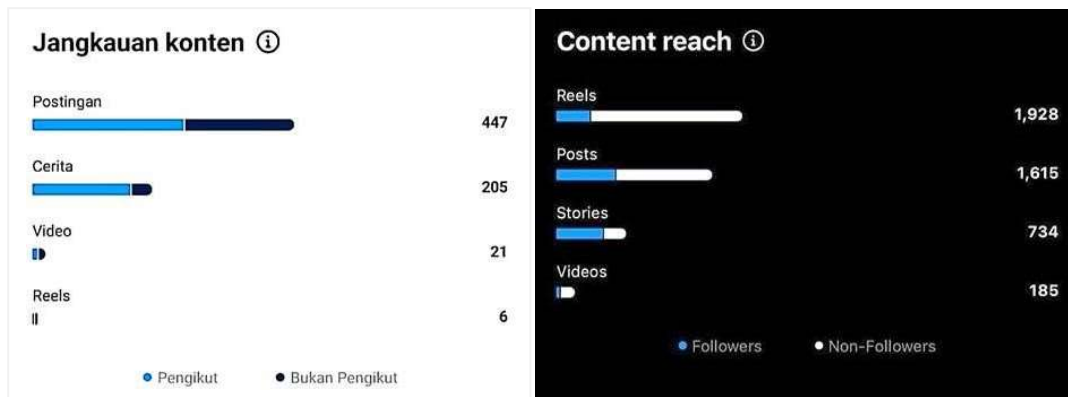 Jangkauan konten
Postingan
447
Cerita
205
Video
21
Reels
6
Pengikut
Bukan Pengikut
Content reach
Reels
1,928
Posts
1,615
Stories
734
Videos
185
Followers
Non-Followers